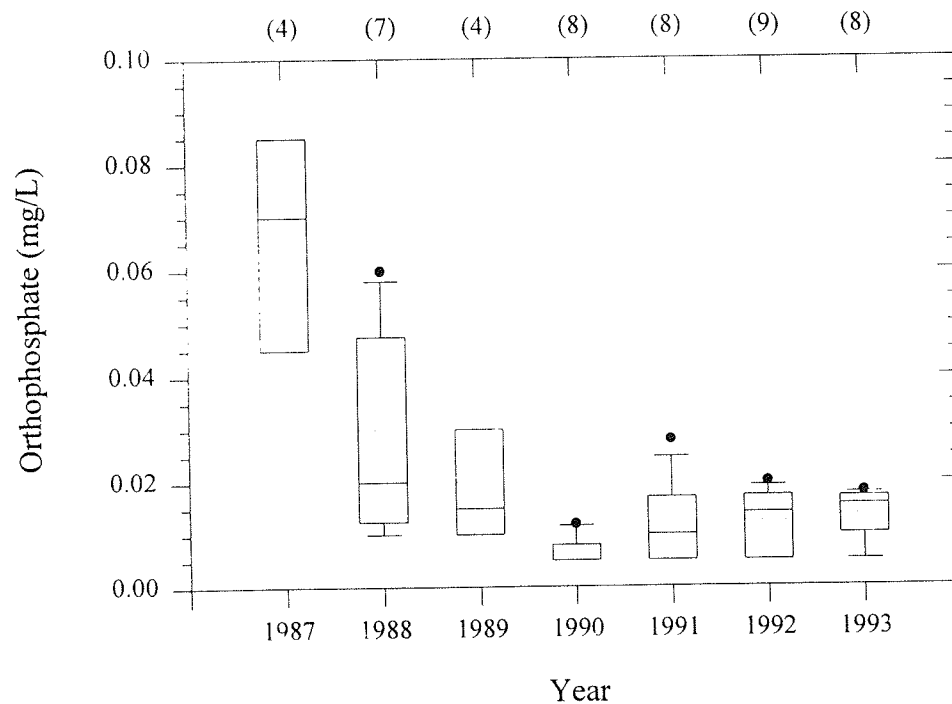 (4) (7) (4) (8) (8) (9) (8)
0.10
0.08
0.06
0.04
0.02
0.00
Orthophosphate (mg/L)
1987 1988 1989 1990 1991 1992 1993
Year